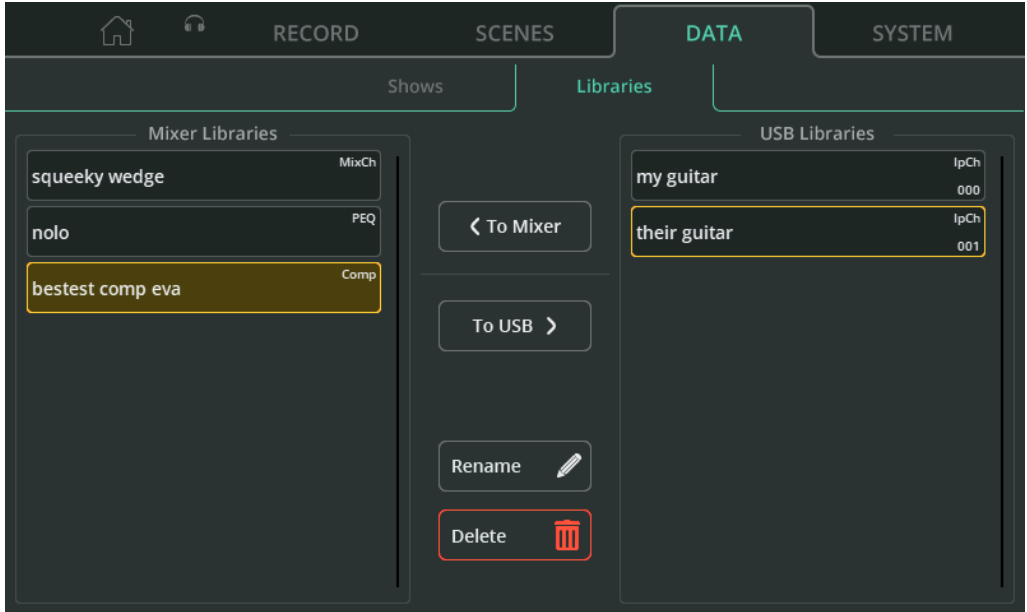 RECORD SCENES DATA SYSTEM
Shows Libraries
Mixer Libraries
squeeky wedge MixCh
nolo PEQ
bestest comp eva Comp
To Mixer
To USB
Rename
Delete
USB Libraries
my guitar IpCh
000
their guitar IpCh
001